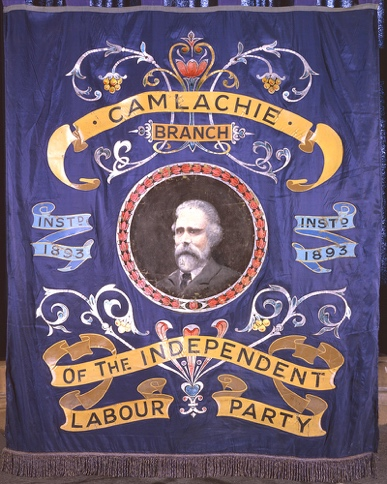 · CAMLACHIE ·
BRANCH
INSTD
1893
INSTD
1893
OF THE INDEPENDENT
LABOUR PARTY